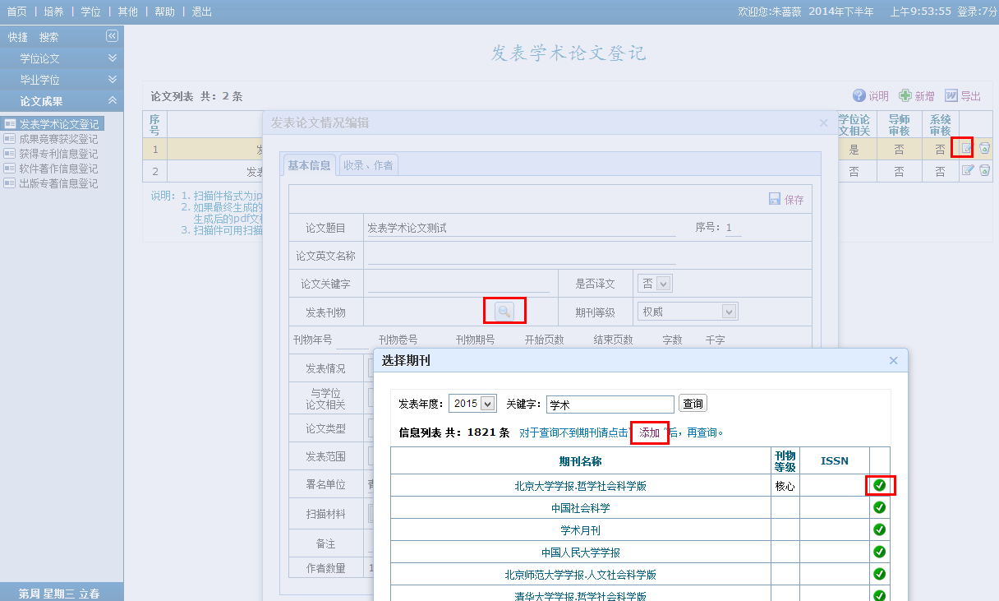 首页 | 培养 | 学位 | 其他 | 帮助 | 退出
欢迎您:朱蔷薇 2014年下半年 上午9:53:55 登录:7分
快捷 搜索
学位论文
毕业学位
论文成果
发表学术论文登记
成果竞赛获奖登记
获得专利信息登记
软件著作信息登记
出版专著信息登记
第周 星期三 立春
发表学术论文登记
论文列表 共: 2 条
说明 新增 导出
序号 学位论文相关 导师审核 系统审核
1 发 是 否 否
2 发表 否 否 否
说明: 1. 扫描件格式为jp
2. 如果最终生成的
生成后的pdf文
3. 扫描件可用扫描
发表论文情况编辑
基本信息 收录、作者
保存
论文题目 发表学术论文测试 序号: 1
论文英文名称
论文关键字 是否译文 否
发表刊物 期刊等级 权威
刊物年号 刊物卷号 刊物期号 开始页数 结束页数 字数 千字
发表情况
与学位
论文相关
论文类型
发表范围
署名单位 青
扫描材料
备注
作者数量 1
选择期刊
发表年度: 2015 关键字: 学术 查询
信息列表 共: 1821 条 对于查询不到期刊请点击" 添加 "后, 再查询。
期刊名称 刊物等级 ISSN
北京大学学报.哲学社会科学版 核心
中国社会科学
学术月刊
中国人民大学学报
北京师范大学学报.人文社会科学版
清华大学学报.哲学社会科学版